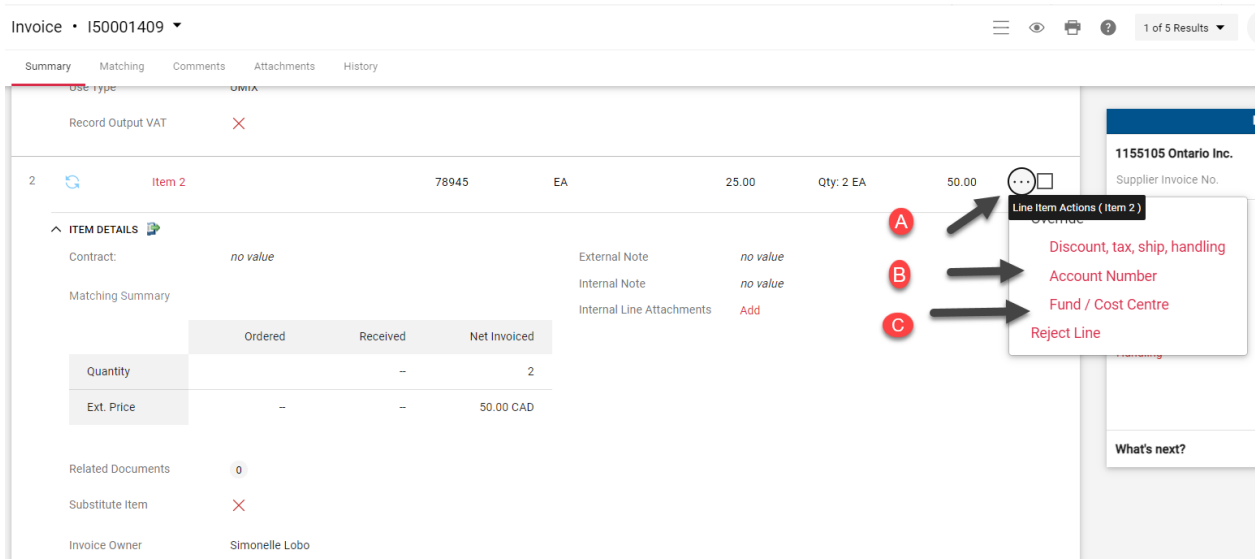 Invoice • I50001409
1 of 5 Results
Summary Matching Comments Attachments History
Use Type UMIX
Record Output VAT
1155105 Ontario Inc.
2 Item 2 78945 EA 25.00 Qty: 2 EA 50.00
Supplier Invoice No.
Line Item Actions ( Item 2 )
A
Override
ITEM DETAILS
Discount, tax, ship, handling
Contract: no value External Note no value
B
Account Number
Internal Note no value
Matching Summary
Fund / Cost Centre
Internal Line Attachments Add
C
Reject Line
Ordered Received Net Invoiced
Handling
Quantity -- 2
Ext. Price -- -- 50.00 CAD
What's next?
Related Documents 0
Substitute Item
Invoice Owner Simonelle Lobo